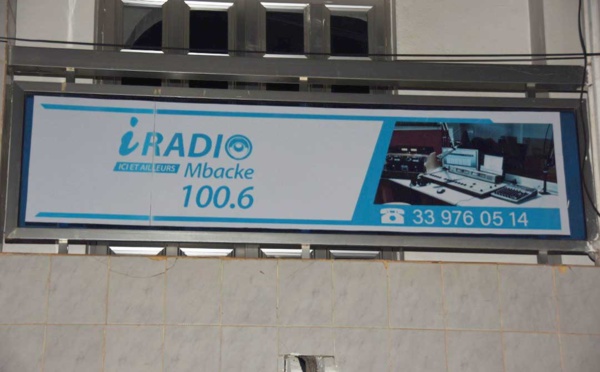 iRADIO
ICI ET AILLEURS Mbacke
100.6
33 976 05 14